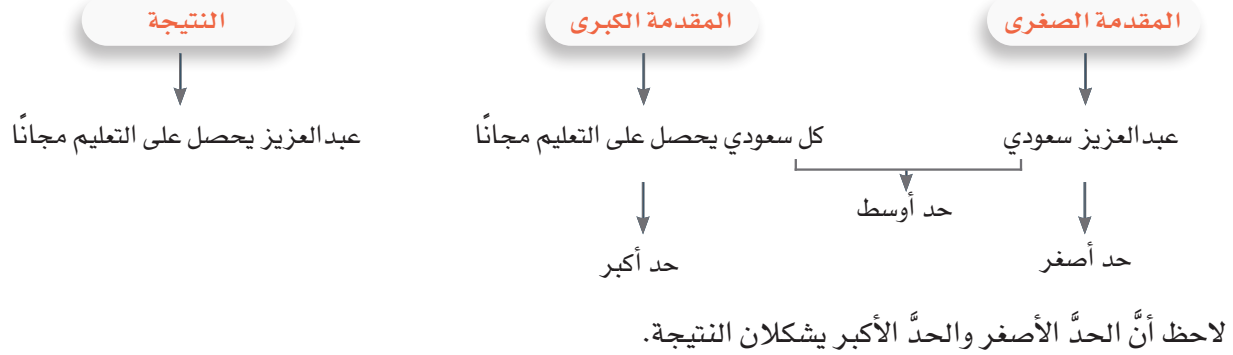 المقدمة الصغرى المقدمة الكبرى النتيجة
عبدالعزيز سعودي كل سعودي يحصل على التعليم مجانًا عبدالعزيز يحصل على التعليم مجانًا
حد أوسط
حد أصغر حد أكبر
لاحظ أنَّ الحدَّ الأصغر والحدَّ الأكبر يشكلان النتيجة.